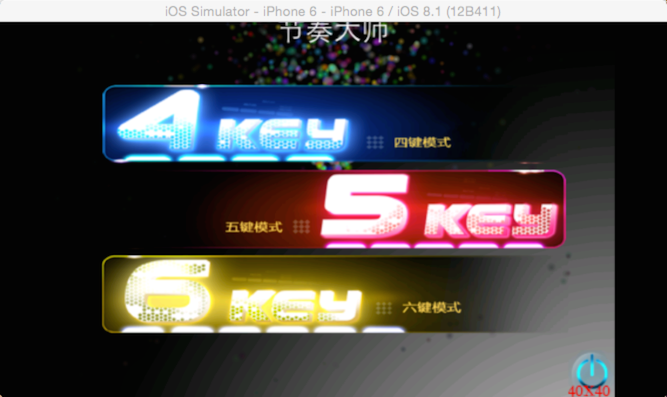 iOS Simulator - iPhone 6 - iPhone 6 / iOS 8.1 (12B411)
节奏大师
4 KEY 四键模式
五键模式 5 KEY
6 KEY 六键模式
40X40